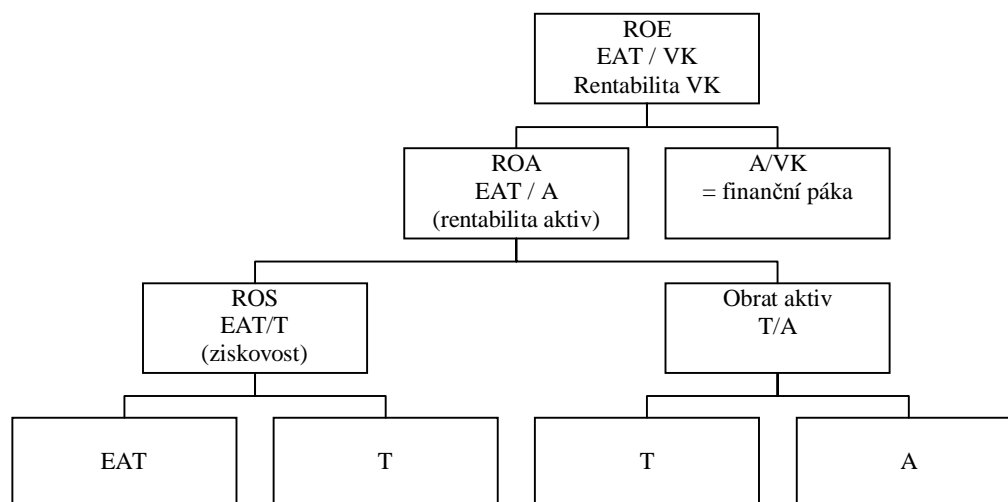 ROE
EAT / VK
Rentabilita VK
ROA
EAT / A
(rentabilita aktiv)
A/VK
= finanční páka
ROS
EAT/T
(ziskovost)
Obrat aktiv
T/A
EAT
T
T
A